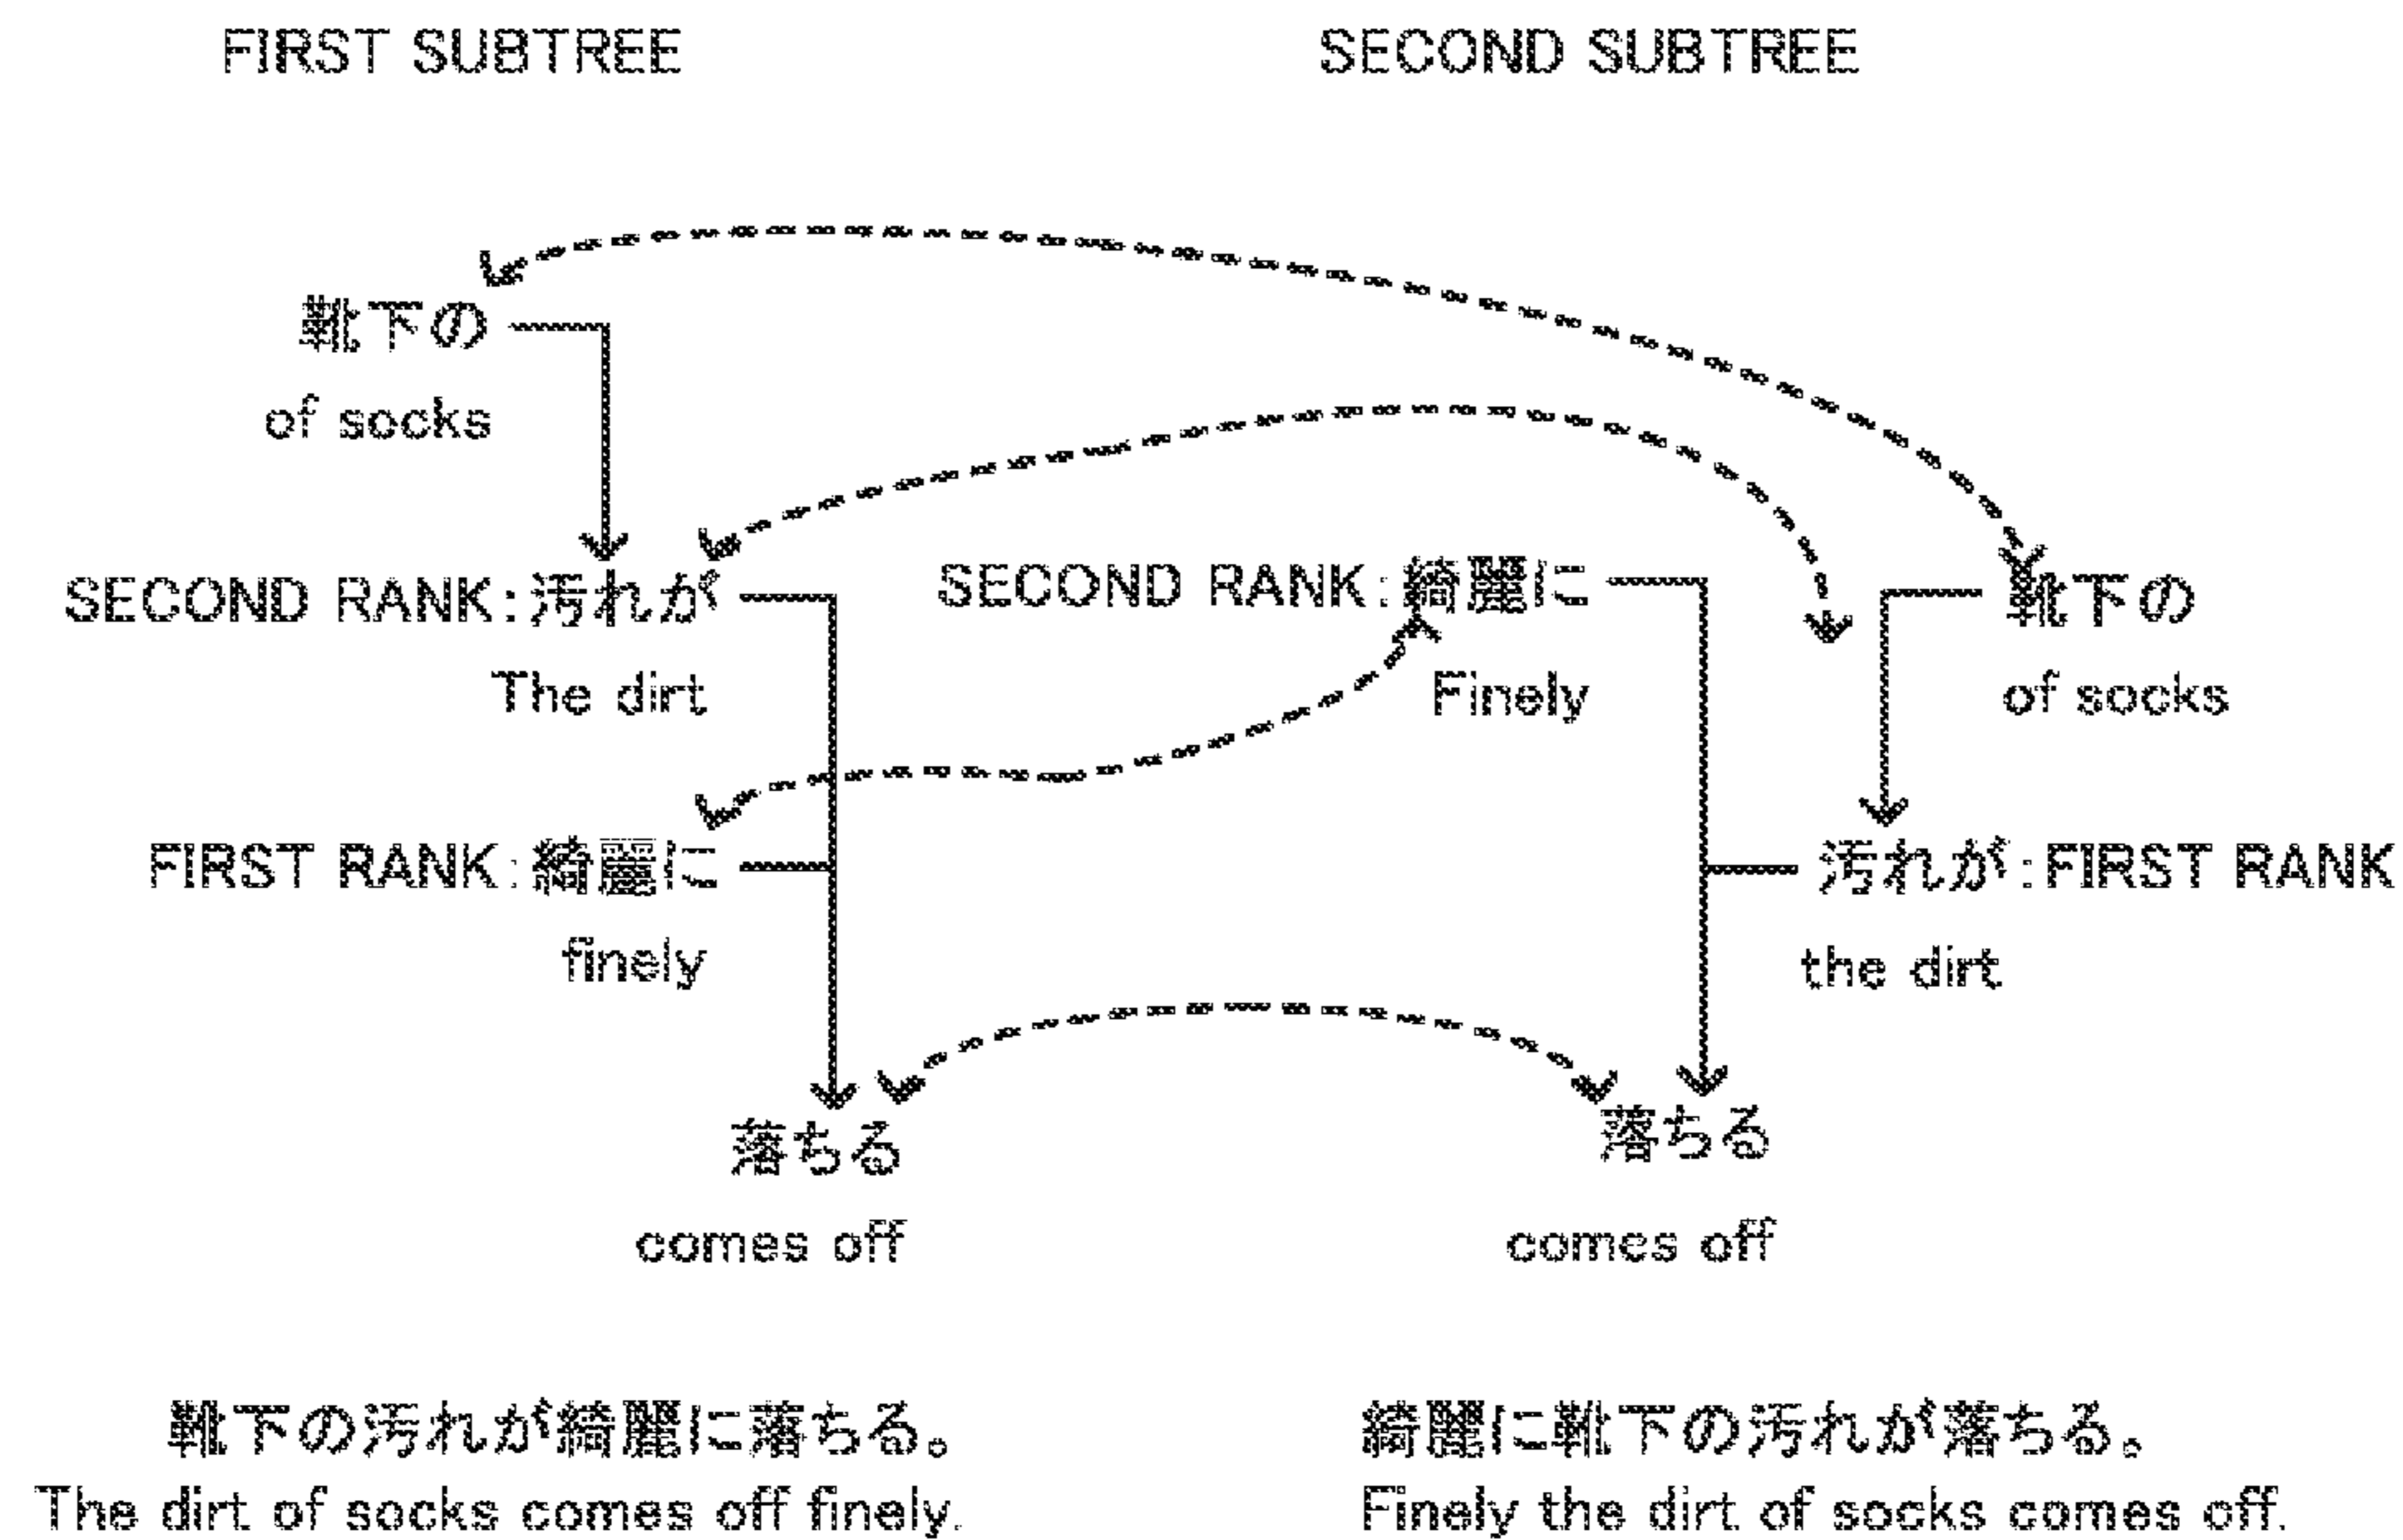 FIRST SUBTREE
SECOND SUBTREE
靴下の
of socks
SECOND RANK:汚れが
The dirt
SECOND RANK:綺麗に
Finely
靴下の
of socks
FIRST RANK:綺麗に
finely
汚れが:FIRST RANK
the dirt
落ちる
comes off
落ちる
comes off
靴下の汚れが綺麗に落ちる。
The dirt of socks comes off finely.
綺麗に靴下の汚れが落ちる。
Finely the dirt of socks comes off.